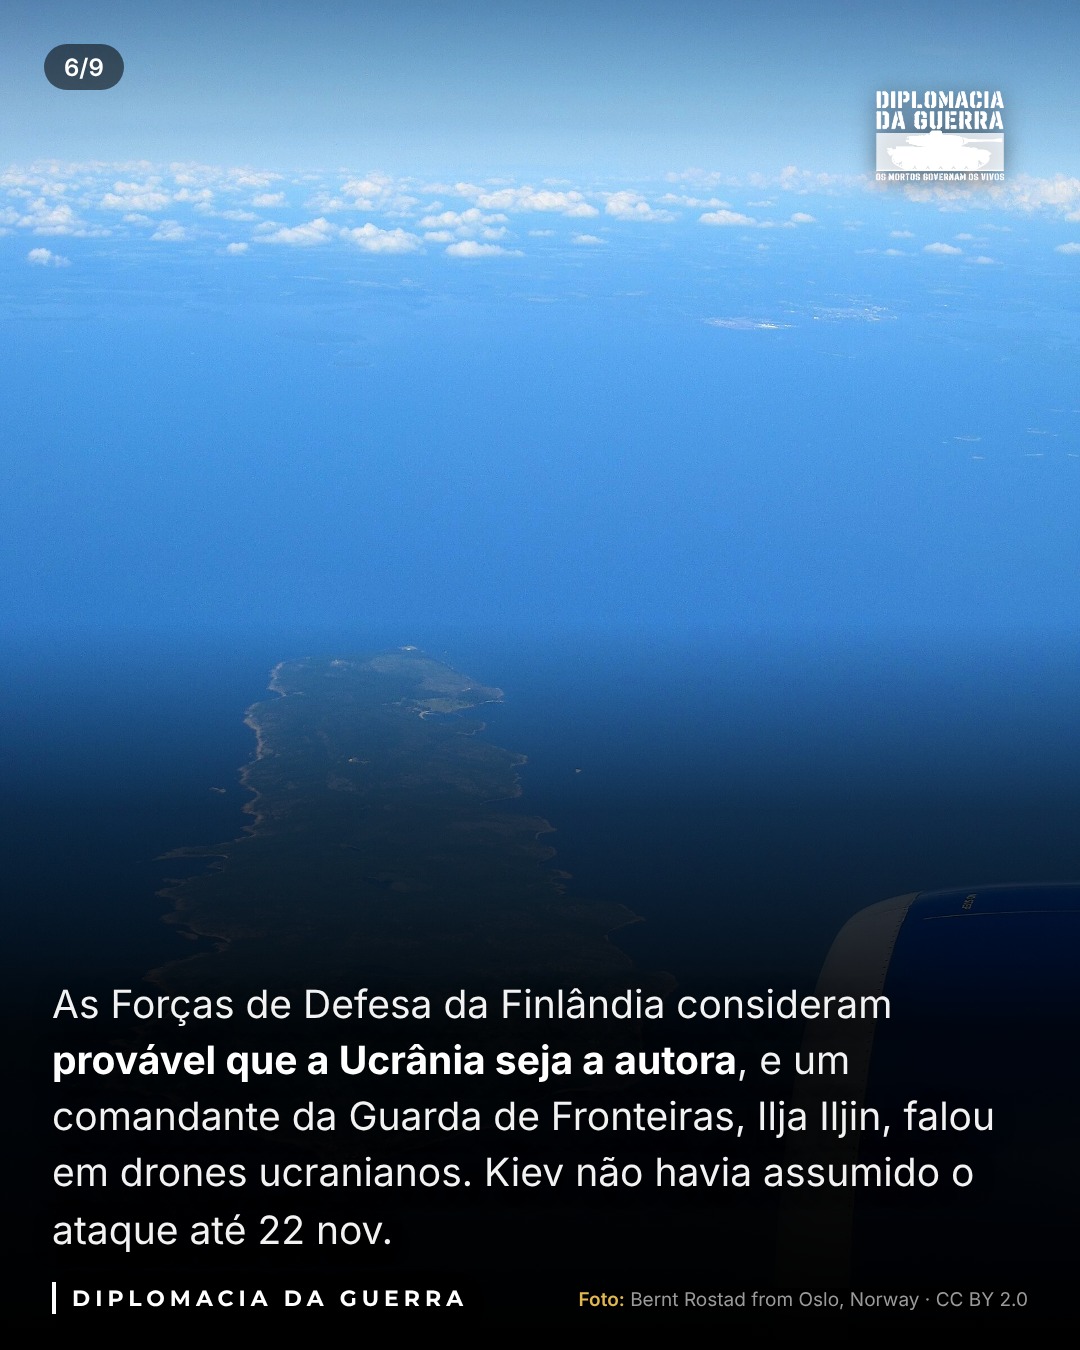 6/9
DIPLOMACIA
DA GUERRA
OS MORTOS GOVERNAM OS VIVOS
As Forças de Defesa da Finlândia consideram
provável que a Ucrânia seja a autora, e um
comandante da Guarda de Fronteiras, Ilja Iljin, falou
em drones ucranianos. Kiev não havia assumido o
ataque até 22 nov.
DIPLOMACIA DA GUERRA
Foto: Bernt Rostad from Oslo, Norway · CC BY 2.0